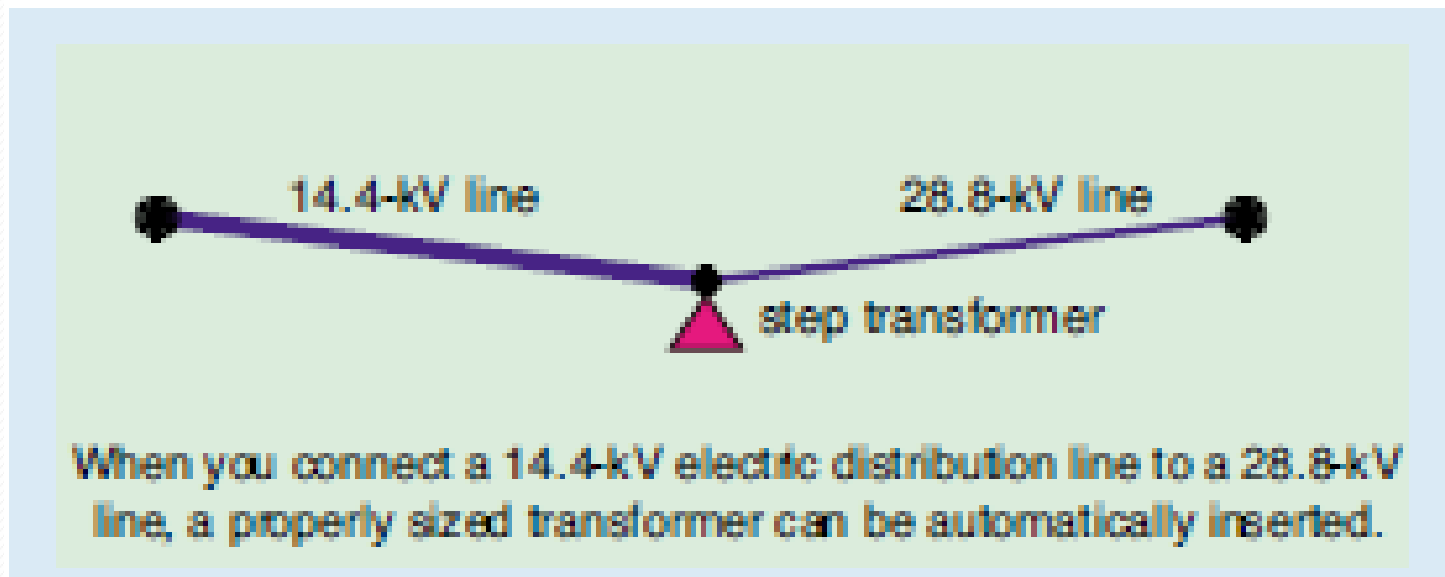 14.4-kV line
28.8-kV line
step transformer
When you connect a 14.4-kV electric distribution line to a 28.8-kV
line, a properly sized transformer can be automatically inserted.